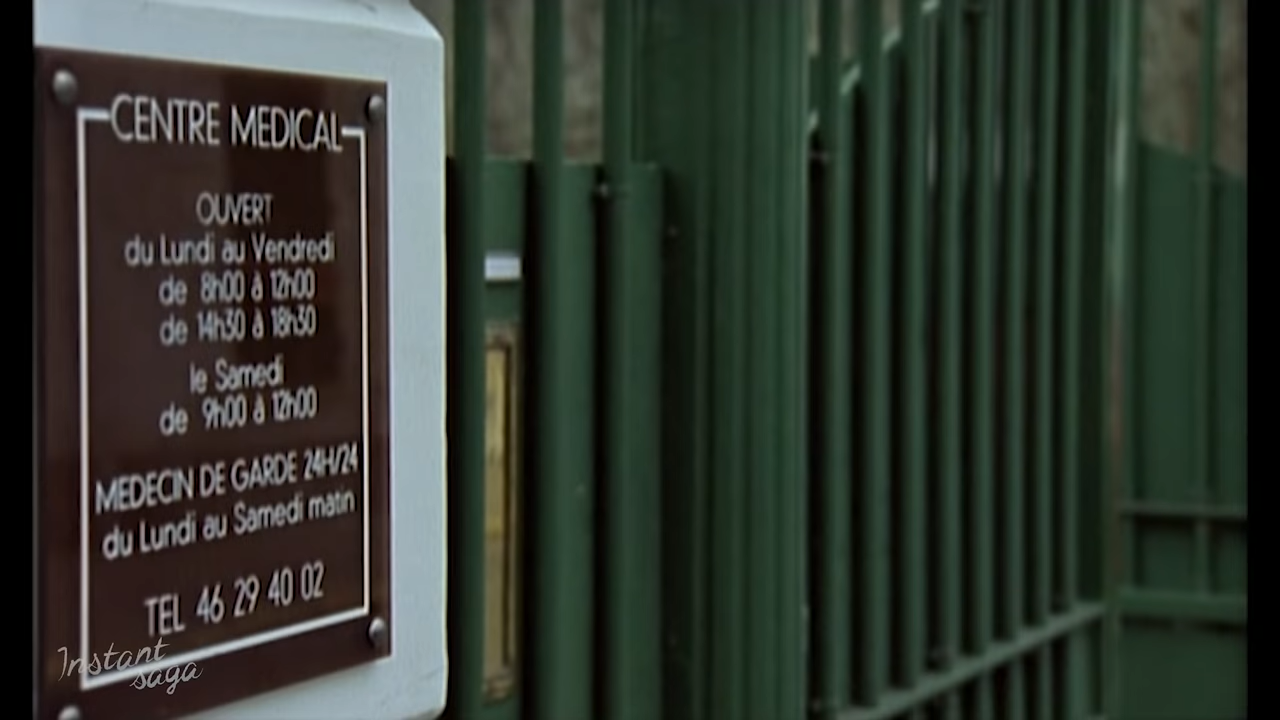 CENTRE MEDICAL
OUVERT
du Lundi au Vendredi
de 8h00 à 12h00
de 14h30 à 18h30
le Samedi
de 9h00 à 12h00
MEDECIN DE GARDE 24H/24
du Lundi au Samedi matin
TEL 46 29 40 02
Instant
saga